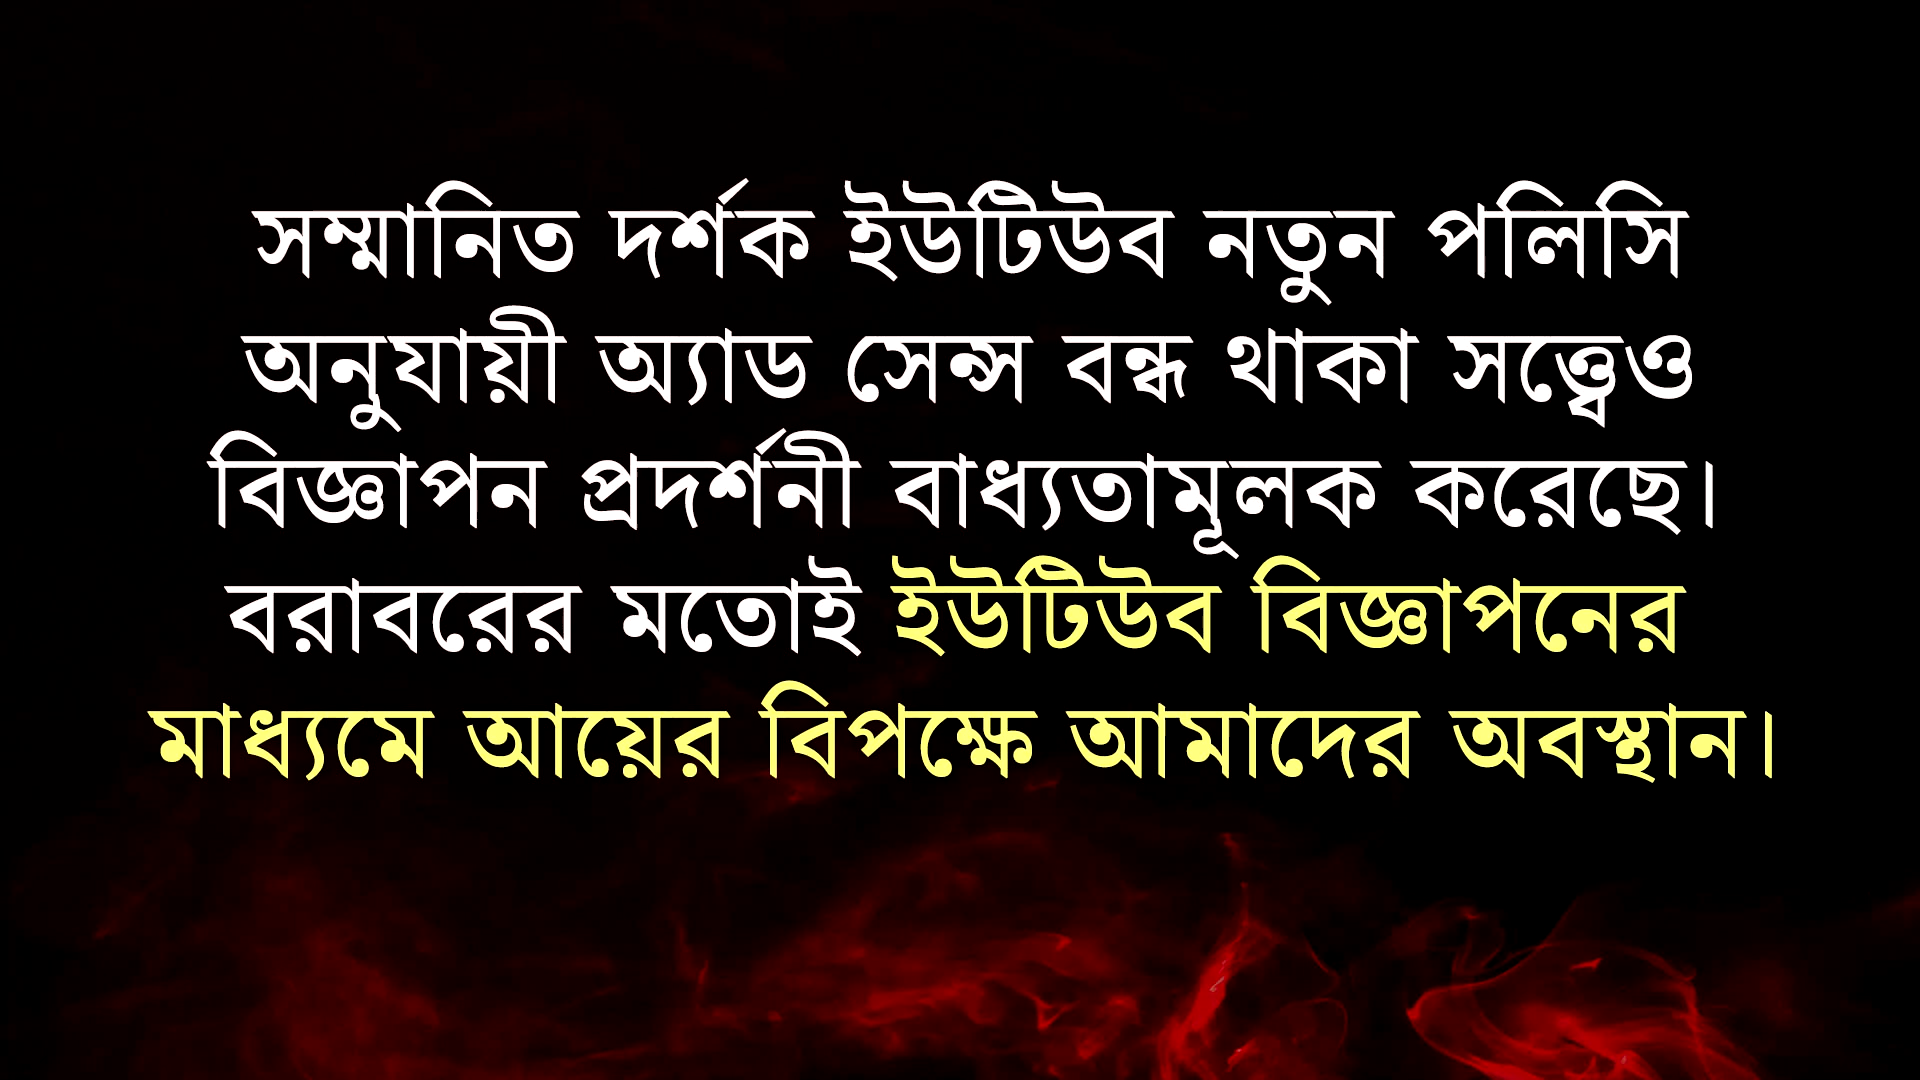 সম্মানিত দর্শক ইউটিউব নতুন পলিসি
অনুযায়ী অ্যাড সেন্স বন্ধ থাকা সত্ত্বেও
বিজ্ঞাপন প্রদর্শনী বাধ্যতামূলক করেছে।
বরাবরের মতোই ইউটিউব বিজ্ঞাপনের
মাধ্যমে আয়ের বিপক্ষে আমাদের অবস্থান।